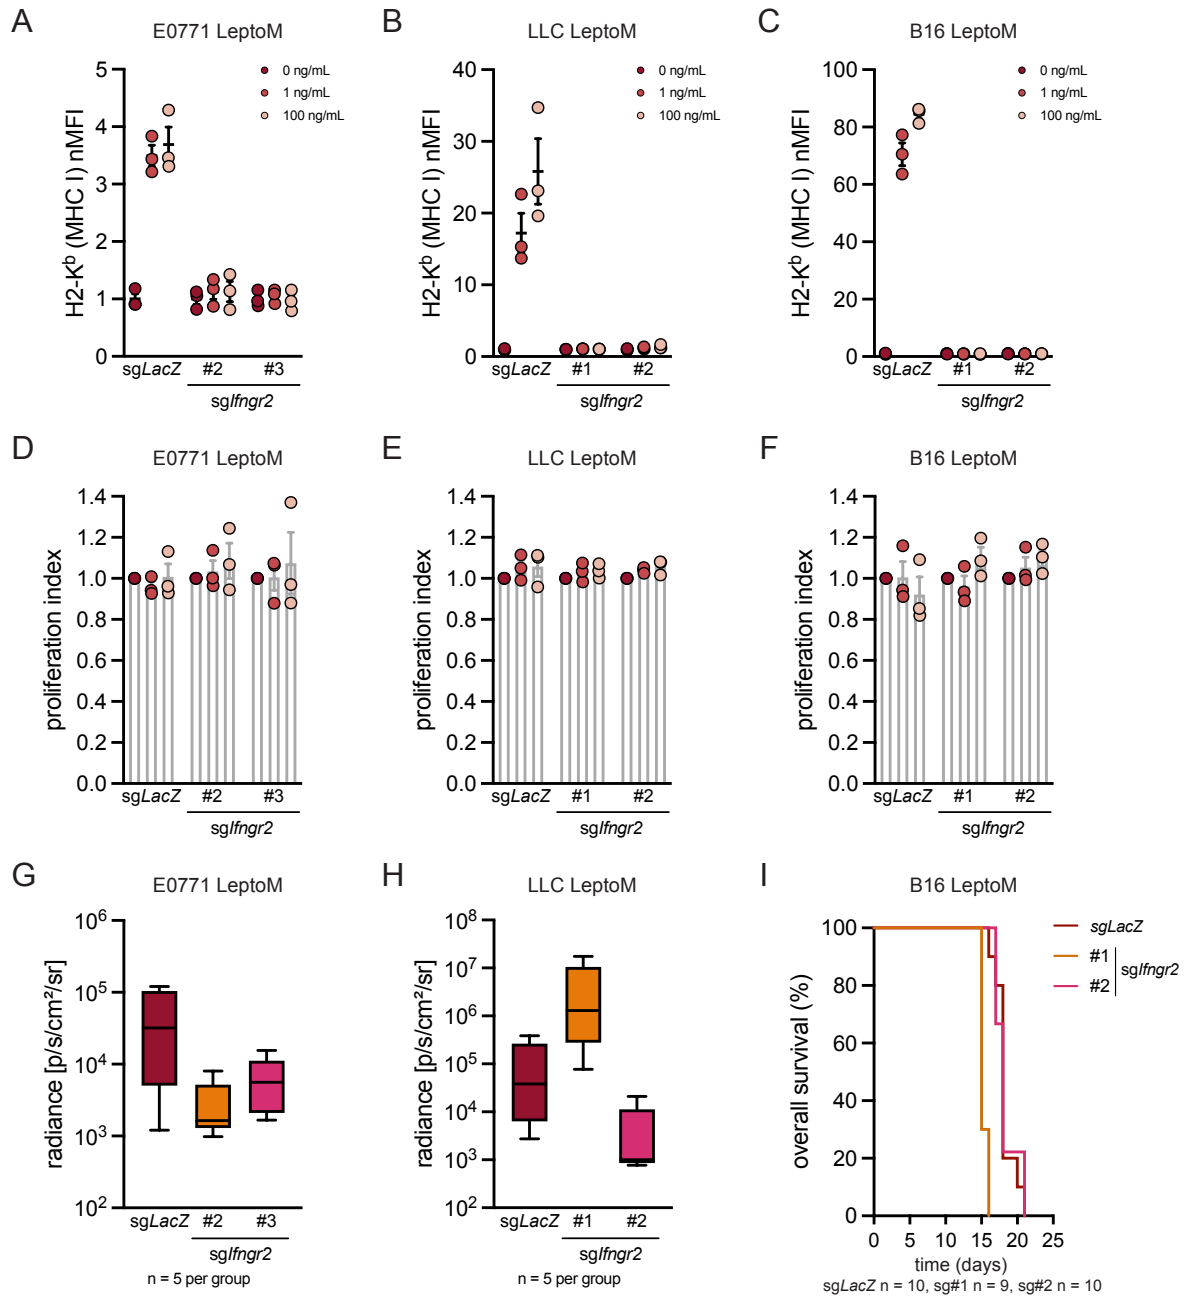 A
E0771 LeptoM
H2-Kᵇ (MHC I) nMFI
5
4
3
2
1
0
0 ng/mL
1 ng/mL
100 ng/mL
sgLacZ #2 #3
sgIfngr2
B
LLC LeptoM
H2-Kᵇ (MHC I) nMFI
40
30
20
10
0
0 ng/mL
1 ng/mL
100 ng/mL
sgLacZ #1 #2
sgIfngr2
C
B16 LeptoM
H2-Kᵇ (MHC I) nMFI
100
80
60
40
20
0
0 ng/mL
1 ng/mL
100 ng/mL
sgLacZ #1 #2
sgIfngr2
D
E0771 LeptoM
proliferation index
1.4
1.2
1.0
0.8
0.6
0.4
0.2
0.0
sgLacZ #2 #3
sgIfngr2
E
LLC LeptoM
proliferation index
1.4
1.2
1.0
0.8
0.6
0.4
0.2
0.0
sgLacZ #1 #2
sgIfngr2
F
B16 LeptoM
proliferation index
1.4
1.2
1.0
0.8
0.6
0.4
0.2
0.0
sgLacZ #1 #2
sgIfngr2
G
E0771 LeptoM
radiance [p/s/cm²/sr]
10⁶
10⁵
10⁴
10³
10²
sgLacZ #2 #3
sgIfngr2
n = 5 per group
H
LLC LeptoM
radiance [p/s/cm²/sr]
10⁸
10⁷
10⁶
10⁵
10⁴
10³
10²
sgLacZ #1 #2
sgIfngr2
n = 5 per group
I
B16 LeptoM
overall survival (%)
100
80
60
40
20
0
0 5 10 15 20 25
time (days)
sgLacZ
#1
#2
sgIfngr2
sgLacZ n = 10, sg#1 n = 9, sg#2 n = 10